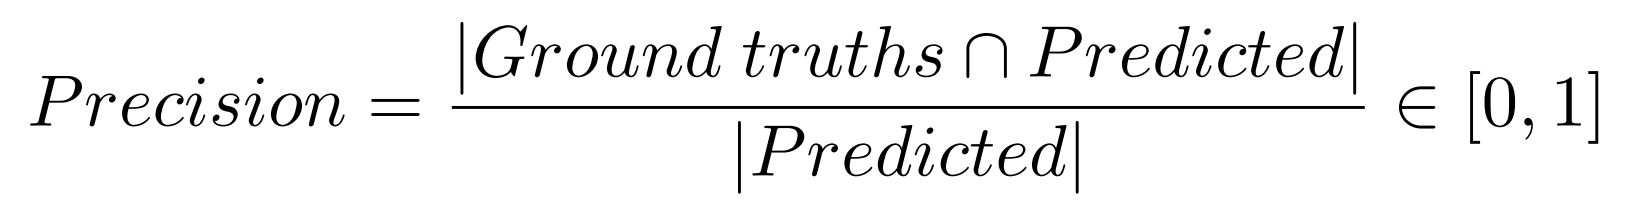 Precision = |Ground truths ∩ Predicted| / |Predicted| ∈ [0, 1]